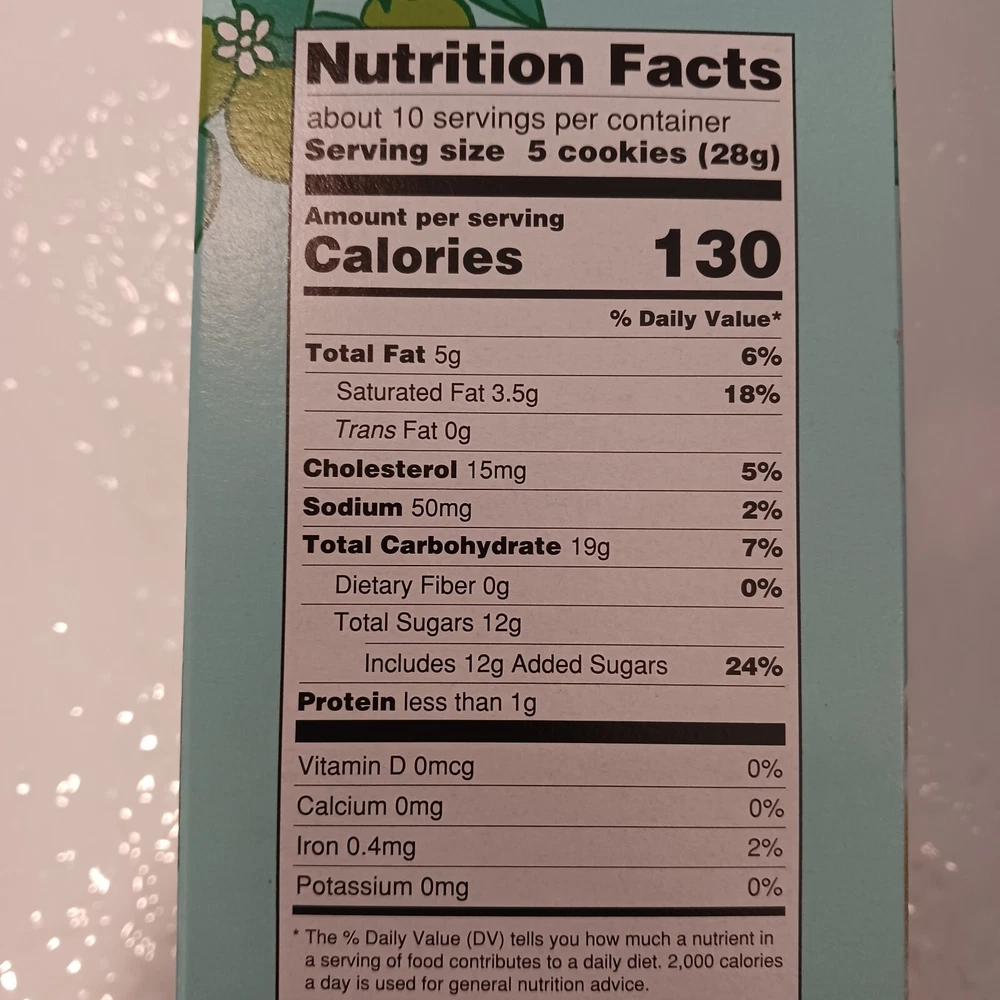 Nutrition Facts
about 10 servings per container
Serving size 5 cookies (28g)
Amount per serving
Calories 130
% Daily Value*
Total Fat 5g 6%
Saturated Fat 3.5g 18%
Trans Fat 0g
Cholesterol 15mg 5%
Sodium 50mg 2%
Total Carbohydrate 19g 7%
Dietary Fiber 0g 0%
Total Sugars 12g
Includes 12g Added Sugars 24%
Protein less than 1g
Vitamin D 0mcg 0%
Calcium 0mg 0%
Iron 0.4mg 2%
Potassium 0mg 0%
* The % Daily Value (DV) tells you how much a nutrient in
a serving of food contributes to a daily diet. 2,000 calories
a day is used for general nutrition advice.